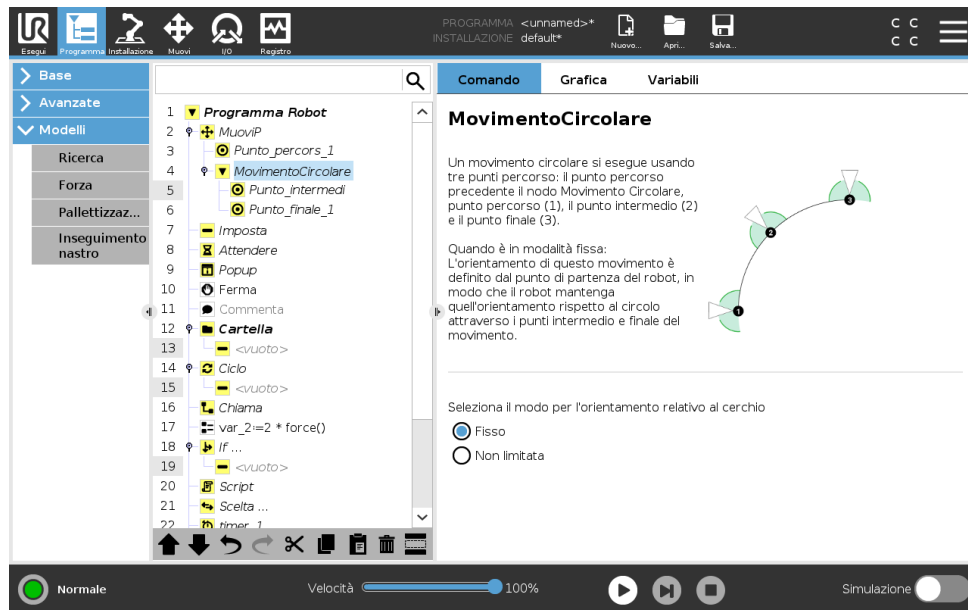 PROGRAMMA <unnamed>*
INSTALLAZIONE default*
Esegui
Programma
Installazione
Muovi
I/O
Registro
Nuovo...
Apri...
Salva...
C C
C C
Base
Avanzate
Modelli
Ricerca
Forza
Pallettizzaz...
Inseguimento
nastro
1 Programma Robot
2 MuoviP
3 Punto_percors_1
4 MovimentoCircolare
5 Punto_intermedi
6 Punto_finale_1
7 Imposta
8 Attendere
9 Popup
10 Ferma
11 Commenta
12 Cartella
13 <vuoto>
14 Ciclo
15 <vuoto>
16 Chiama
17 var_2:=2 * force()
18 If ...
19 <vuoto>
20 Script
21 Scelta ...
22 timer_1
Comando
Grafica
Variabili
MovimentoCircolare
Un movimento circolare si esegue usando
tre punti percorso: il punto percorso
precedente il nodo Movimento Circolare,
punto percorso (1), il punto intermedio (2)
e il punto finale (3).
Quando è in modalità fissa:
L'orientamento di questo movimento è
definito dal punto di partenza del robot, in
modo che il robot mantenga
quell'orientamento rispetto al circolo
attraverso i punti intermedio e finale del
movimento.
3
2
1
Seleziona il modo per l'orientamento relativo al cerchio
Fisso
Non limitata
Normale
Velocità
100%
Simulazione